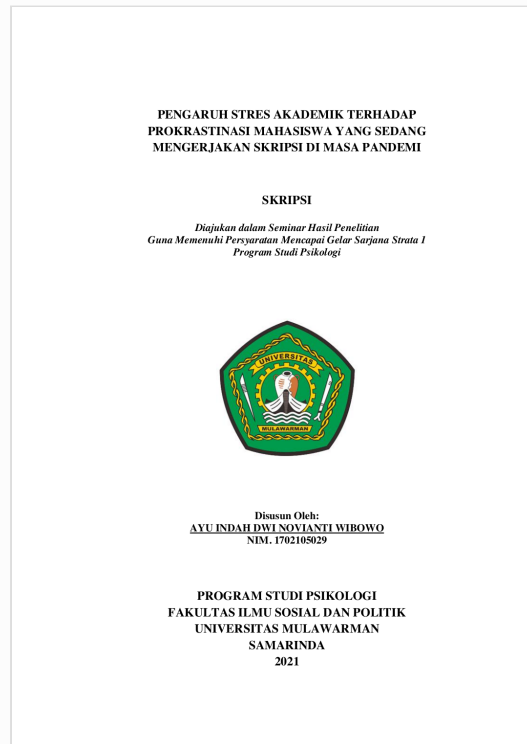 PENGARUH STRES AKADEMIK TERHADAP
PROKRASTINASI MAHASISWA YANG SEDANG
MENGERJAKAN SKRIPSI DI MASA PANDEMI
SKRIPSI
Diajukan dalam Seminar Hasil Penelitian
Guna Memenuhi Persyaratan Mencapai Gelar Sarjana Strata 1
Program Studi Psikologi
UNIVERSITAS
MULAWARMAN
Disusun Oleh:
AYU INDAH DWI NOVIANTI WIBOWO
NIM. 1702105029
PROGRAM STUDI PSIKOLOGI
FAKULTAS ILMU SOSIAL DAN POLITIK
UNIVERSITAS MULAWARMAN
SAMARINDA
2021